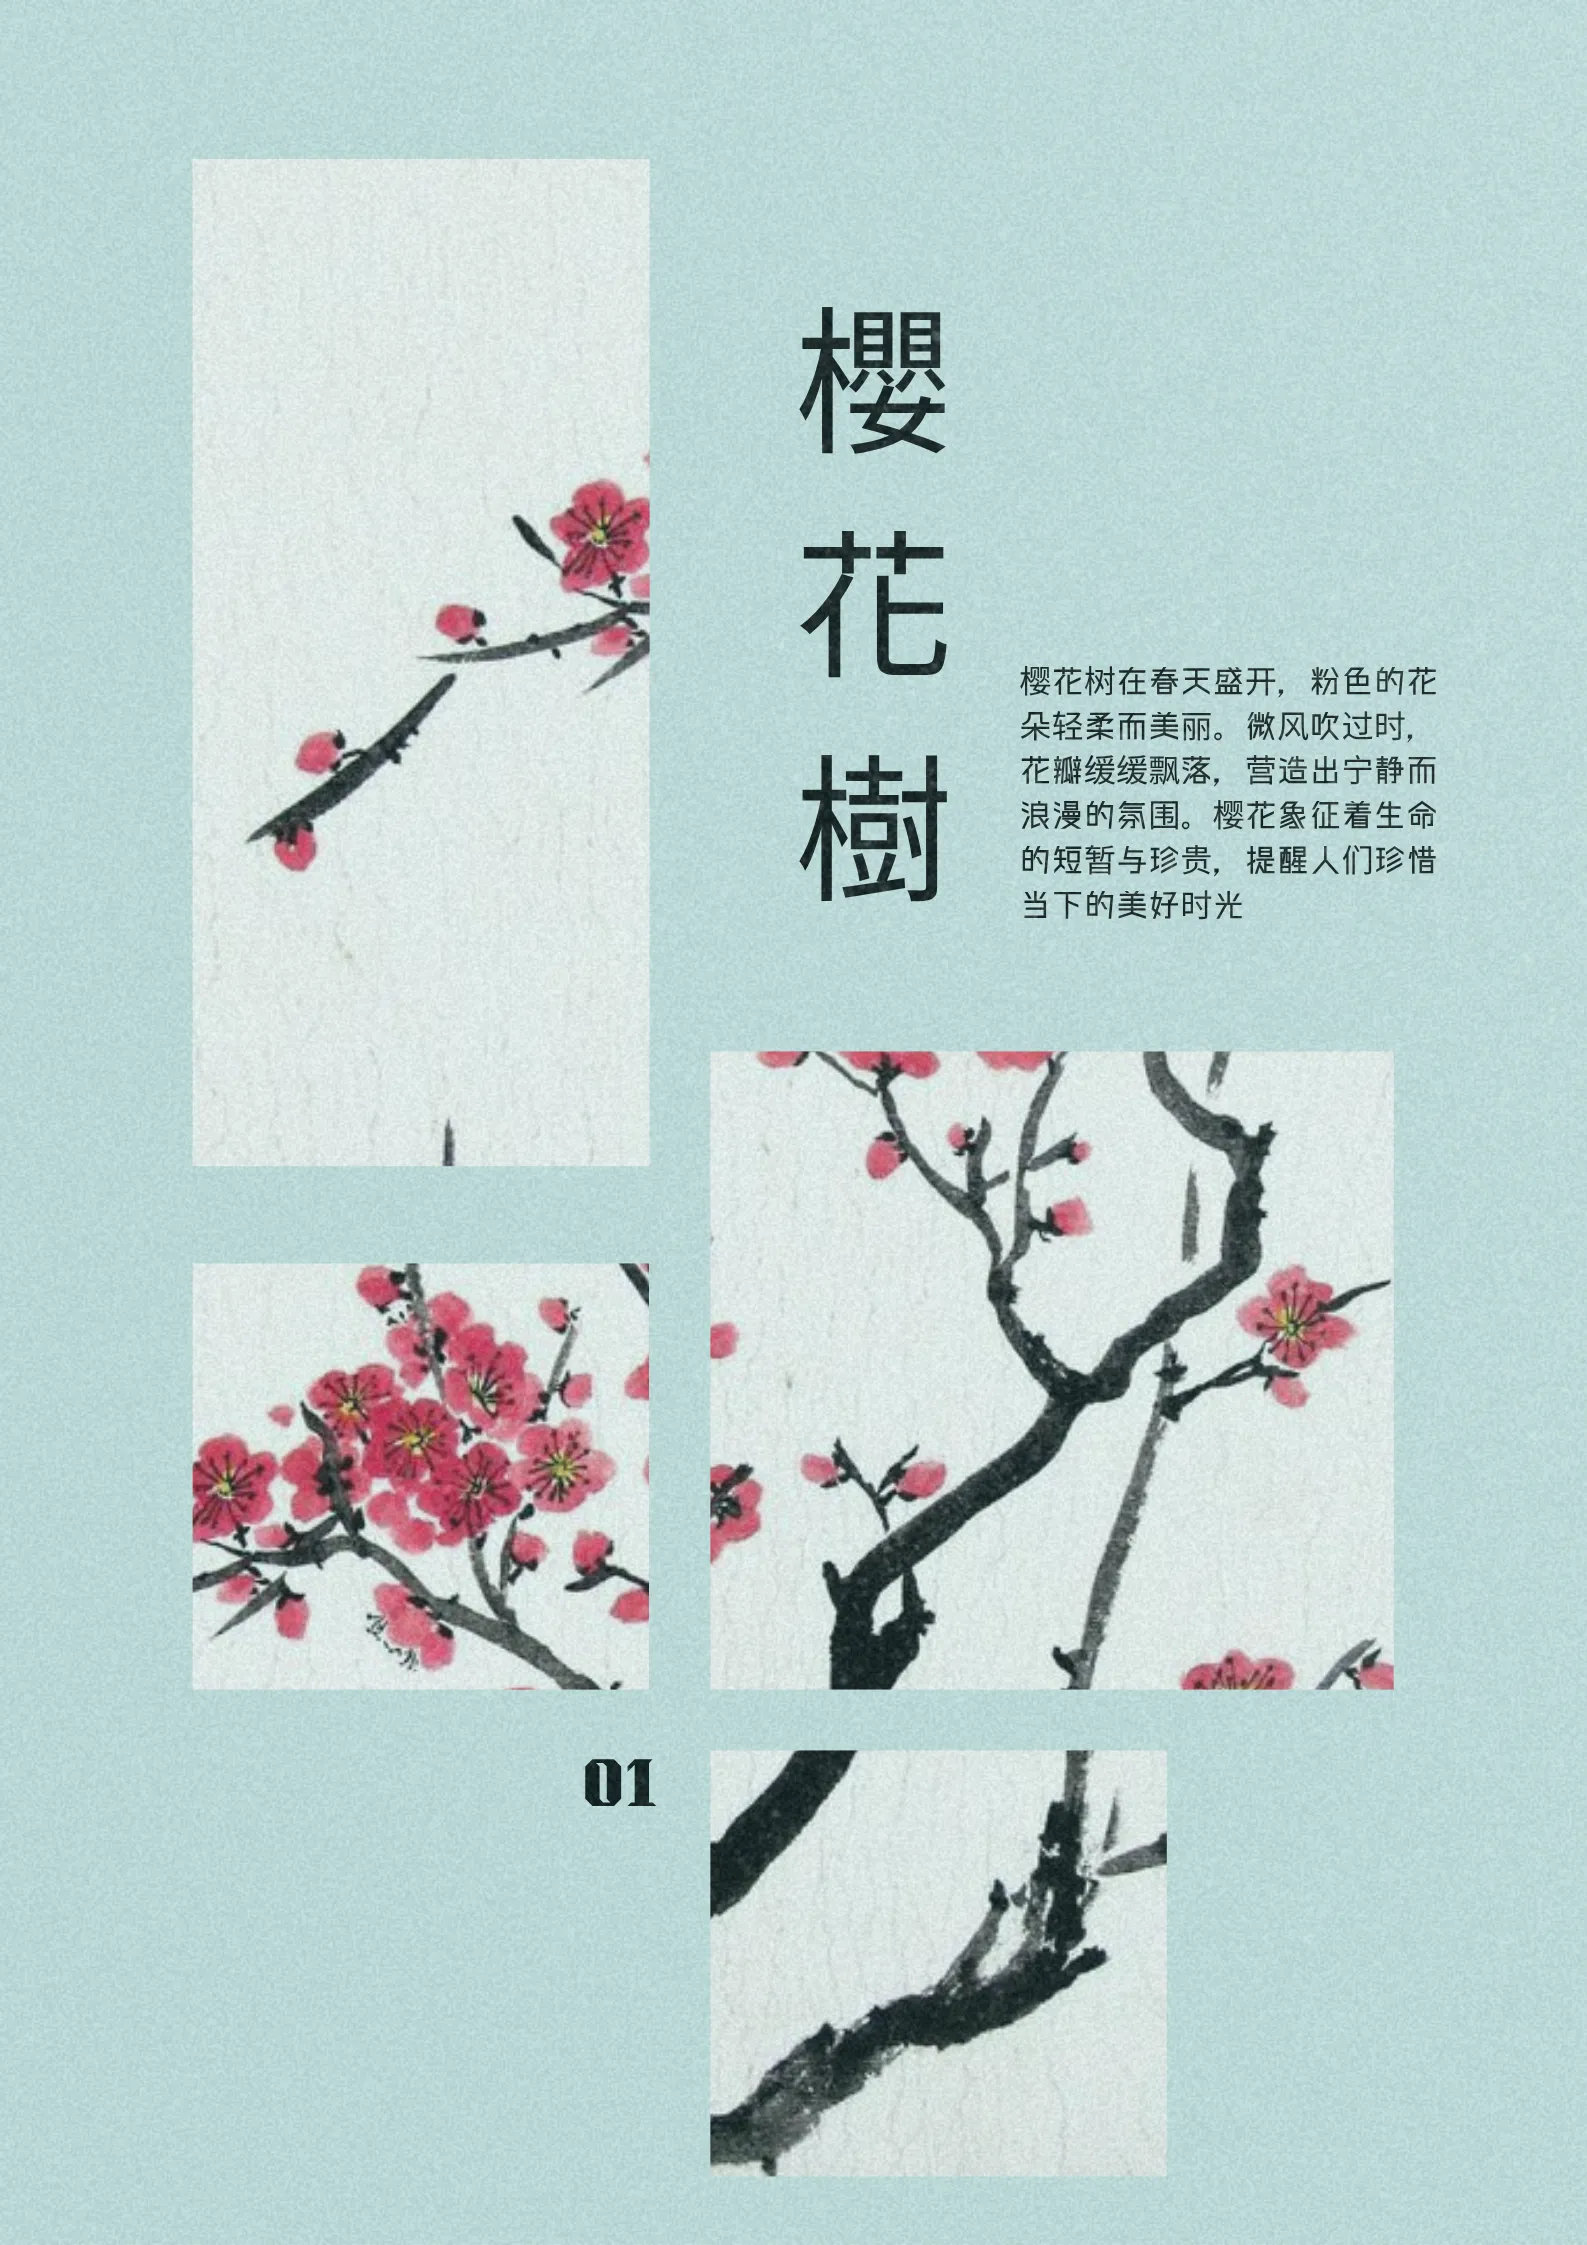 櫻花樹
樱花树在春天盛开，粉色的花
朵轻柔而美丽。微风吹过时，
花瓣缓缓飘落，营造出宁静而
浪漫的氛围。樱花象征着生命
的短暂与珍贵，提醒人们珍惜
当下的美好时光
01